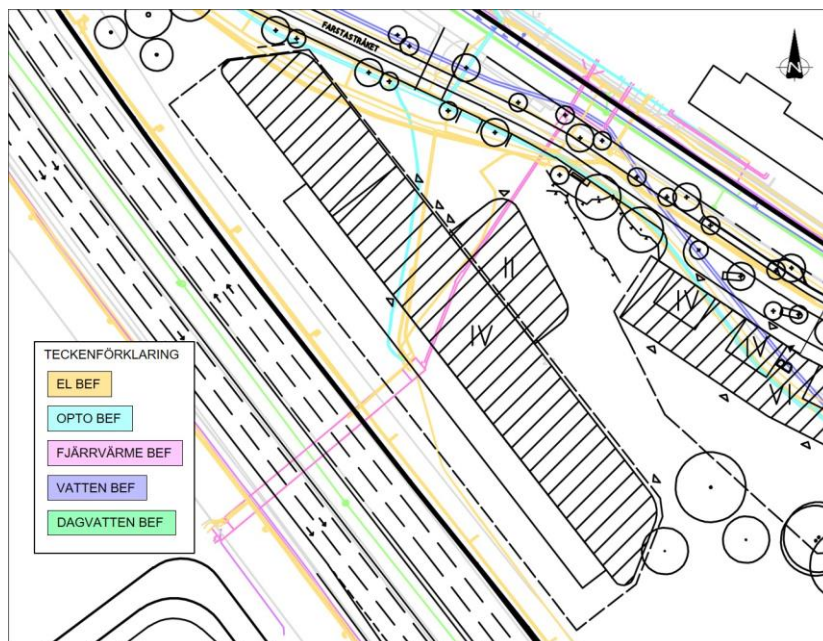 FARSTASTRÅKET
N
II
IV
IV
IV
VI
B
TECKENFÖRKLARING
EL BEF
OPTO BEF
FJÄRRVÄRME BEF
VATTEN BEF
DAGVATTEN BEF